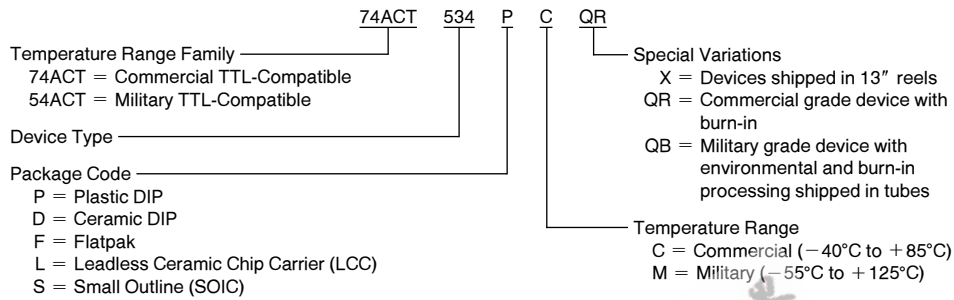 74ACT 534 P C QR
Temperature Range Family
74ACT = Commercial TTL-Compatible
54ACT = Military TTL-Compatible
Device Type
Package Code
P = Plastic DIP
D = Ceramic DIP
F = Flatpak
L = Leadless Ceramic Chip Carrier (LCC)
S = Small Outline (SOIC)
Special Variations
X = Devices shipped in 13″ reels
QR = Commercial grade device with
burn-in
QB = Military grade device with
environmental and burn-in
processing shipped in tubes
Temperature Range
C = Commercial (−40°C to +85°C)
M = Military (−55°C to +125°C)